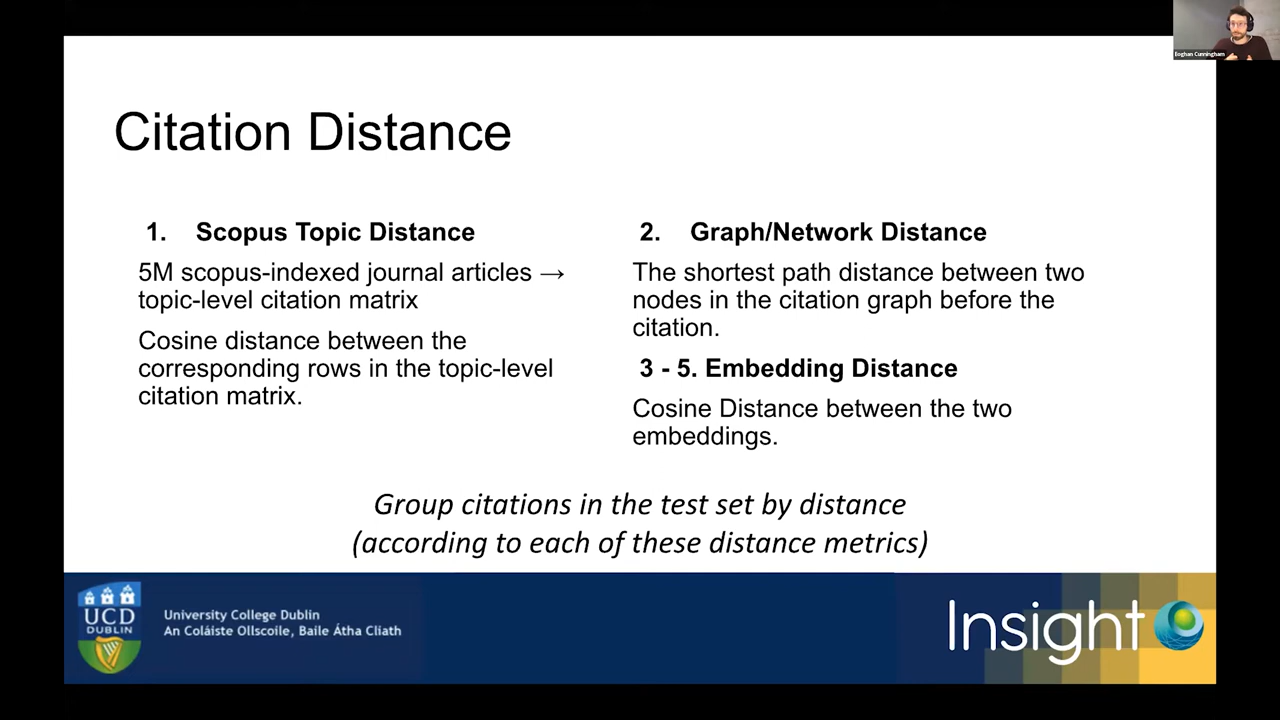 Eoghan Cunningham
Citation Distance
1. Scopus Topic Distance
5M scopus-indexed journal articles →
topic-level citation matrix
Cosine distance between the
corresponding rows in the topic-level
citation matrix.
2. Graph/Network Distance
The shortest path distance between two
nodes in the citation graph before the
citation.
3 - 5. Embedding Distance
Cosine Distance between the two
embeddings.
Group citations in the test set by distance
(according to each of these distance metrics)
UCD
DUBLIN
University College Dublin
An Coláiste Ollscoile, Baile Átha Cliath
Insight